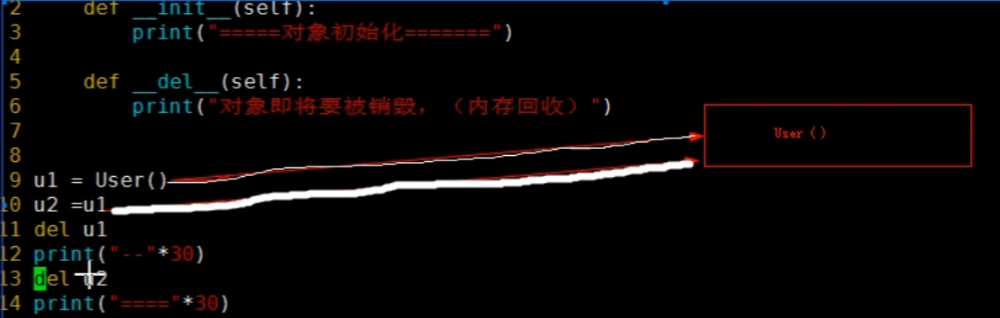 2 def __init__(self):
3 print("=====对象初始化=======")
4
5 def __del__(self):
6 print("对象即将要被销毁，（内存回收）")
7
8
9 u1 = User()
10 u2 =u1
11 del u1
12 print("--"*30)
13 del u2
14 print("===="*30)
User（）